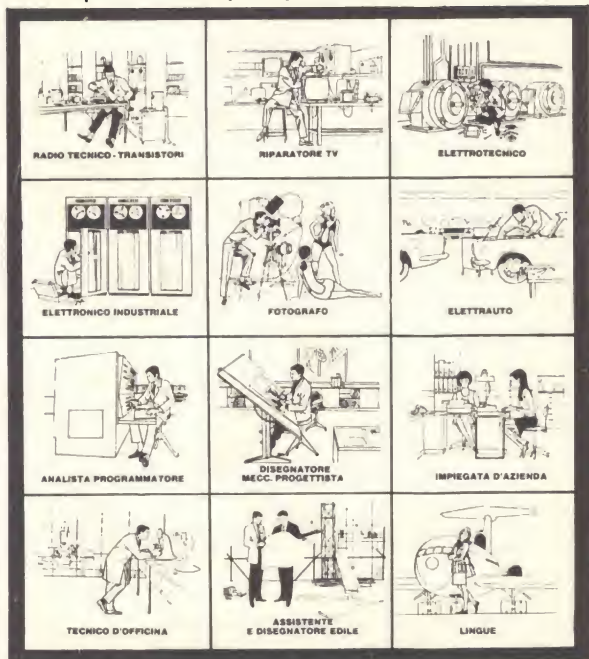 RADIO TECNICO - TRANSISTORI
RIPARATORE TV
ELETTROTECNICO
ELETTRONICO INDUSTRIALE
FOTOGRAFO
ELETTRAUTO
ANALISTA PROGRAMMATORE
DISEGNATORE
MECC. PROGETTISTA
IMPIEGATA D'AZIENDA
TECNICO D'OFFICINA
ASSISTENTE
E DISEGNATORE EDILE
LINGUE